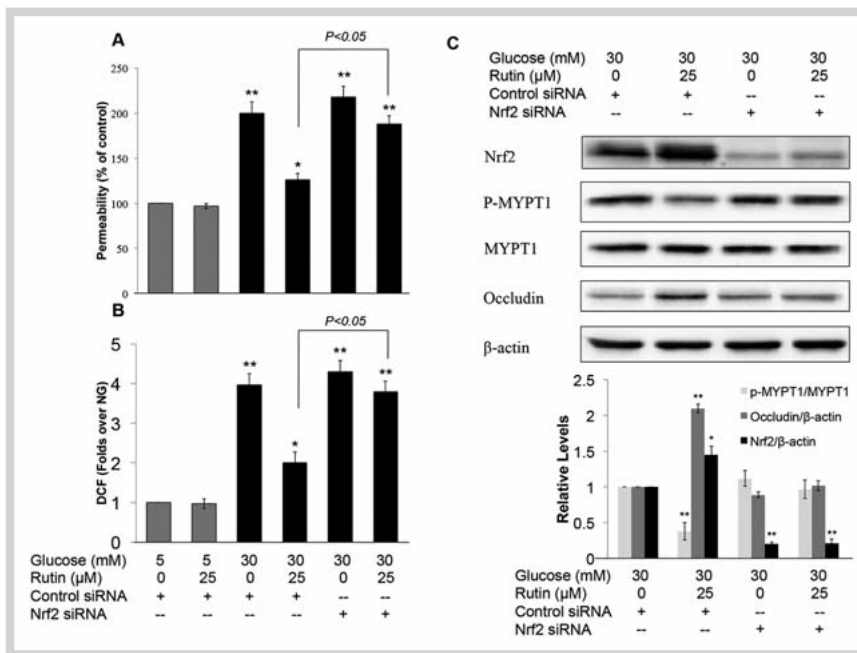 A
P<0.05
Permeability (% of control)
250
200
150
100
50
0
** * ** **
B
P<0.05
DCF (Folds over NG)
5
4
3
2
1
0
** * ** **
Glucose (mM) 5 5 30 30 30 30
Rutin (µM) 0 25 0 25 0 25
Control siRNA + + + + -- --
Nrf2 siRNA -- -- -- -- + +
C
Glucose (mM) 30 30 30 30
Rutin (µM) 0 25 0 25
Control siRNA + + -- --
Nrf2 siRNA -- -- + +
Nrf2
P-MYPT1
MYPT1
Occludin
β-actin
Relative Levels
2.5
2
1.5
1
0.5
0
p-MYPT1/MYPT1
Occludin/β-actin
Nrf2/β-actin
** ** * ** **
Glucose (mM) 30 30 30 30
Rutin (µM) 0 25 0 25
Control siRNA + + -- --
Nrf2 siRNA -- -- + +